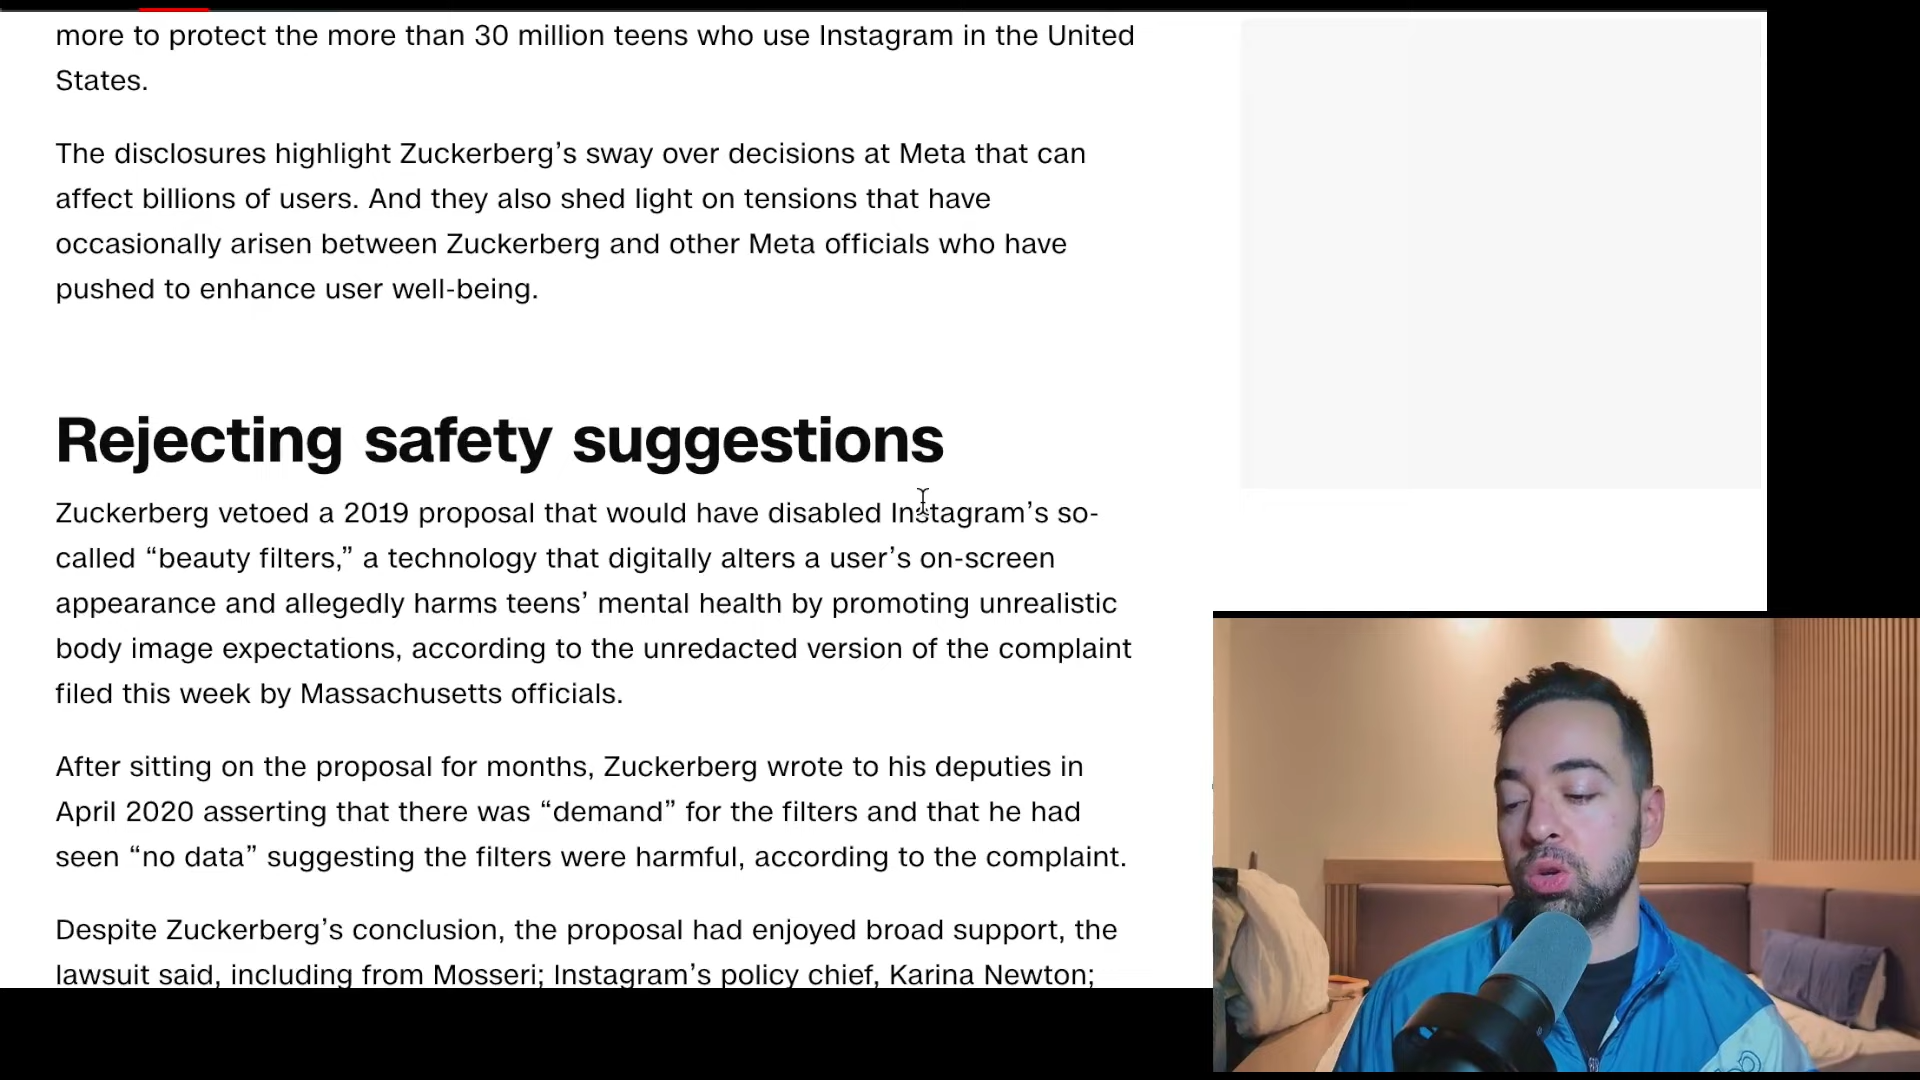 more to protect the more than 30 million teens who use Instagram in the United
States.
The disclosures highlight Zuckerberg’s sway over decisions at Meta that can
affect billions of users. And they also shed light on tensions that have
occasionally arisen between Zuckerberg and other Meta officials who have
pushed to enhance user well-being.
Rejecting safety suggestions
Zuckerberg vetoed a 2019 proposal that would have disabled Instagram’s so-
called “beauty filters,” a technology that digitally alters a user’s on-screen
appearance and allegedly harms teens’ mental health by promoting unrealistic
body image expectations, according to the unredacted version of the complaint
filed this week by Massachusetts officials.
After sitting on the proposal for months, Zuckerberg wrote to his deputies in
April 2020 asserting that there was “demand” for the filters and that he had
seen “no data” suggesting the filters were harmful, according to the complaint.
Despite Zuckerberg’s conclusion, the proposal had enjoyed broad support, the
lawsuit said, including from Mosseri; Instagram’s policy chief, Karina Newton;